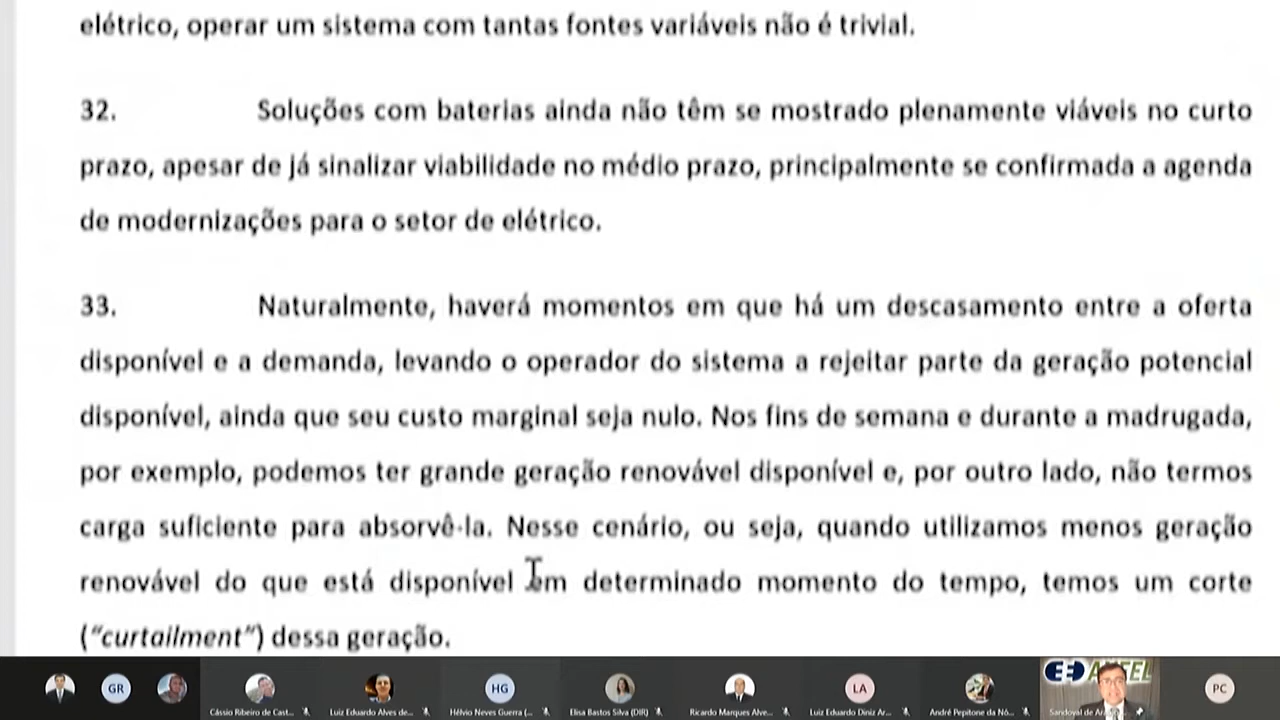 elétrico, operar um sistema com tantas fontes variáveis não é trivial.
32. Soluções com baterias ainda não têm se mostrado plenamente viáveis no curto
prazo, apesar de já sinalizar viabilidade no médio prazo, principalmente se confirmada a agenda
de modernizações para o setor de elétrico.
33. Naturalmente, haverá momentos em que há um descasamento entre a oferta
disponível e a demanda, levando o operador do sistema a rejeitar parte da geração potencial
disponível, ainda que seu custo marginal seja nulo. Nos fins de semana e durante a madrugada,
por exemplo, podemos ter grande geração renovável disponível e, por outro lado, não termos
carga suficiente para absorvê-la. Nesse cenário, ou seja, quando utilizamos menos geração
renovável do que está disponível em determinado momento do tempo, temos um corte
("curtailment") dessa geração.
GR
HG
LA
PC
Cássio Ribeiro de Cast...
Luiz Eduardo Alves de...
Hélvio Neves Guerra (...
Elisa Bastos Silva (DIR)
Ricardo Marques Alve...
Luiz Eduardo Diniz Ar...
André Pepitone da Nó...
Sandoval de